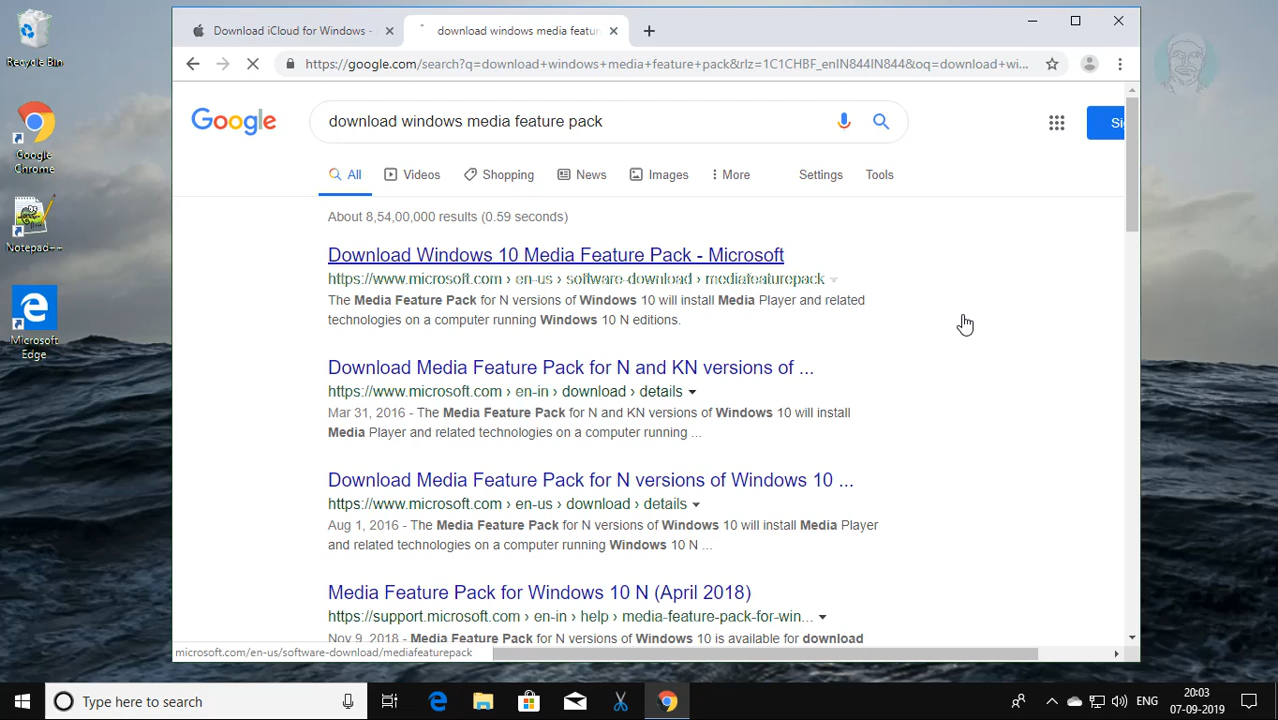 Recycle Bin
Google Chrome
Notepad++
Microsoft Edge
Download iCloud for Windows -
download windows media featur
https://google.com/search?q=download+windows+media+feature+pack&rlz=1C1CHBF_enIN844IN844&oq=download+wi...
Google
download windows media feature pack
Si
All
Videos
Shopping
News
Images
More
Settings
Tools
About 8,54,00,000 results (0.59 seconds)
Download Windows 10 Media Feature Pack - Microsoft
https://www.microsoft.com › en-us › software-download › mediafeaturepack
The Media Feature Pack for N versions of Windows 10 will install Media Player and related
technologies on a computer running Windows 10 N editions.
Download Media Feature Pack for N and KN versions of ...
https://www.microsoft.com › en-in › download › details
Mar 31, 2016 - The Media Feature Pack for N and KN versions of Windows 10 will install
Media Player and related technologies on a computer running ...
Download Media Feature Pack for N versions of Windows 10 ...
https://www.microsoft.com › en-us › download › details
Aug 1, 2016 - The Media Feature Pack for N versions of Windows 10 will install Media Player
and related technologies on a computer running Windows 10 N ...
Media Feature Pack for Windows 10 N (April 2018)
https://support.microsoft.com › en-in › help › media-feature-pack-for-win...
Nov 9, 2018 - Media Feature Pack for N versions of Windows 10 is available for download
microsoft.com/en-us/software-download/mediafeaturepack
Type here to search
ENG
20:03
07-09-2019